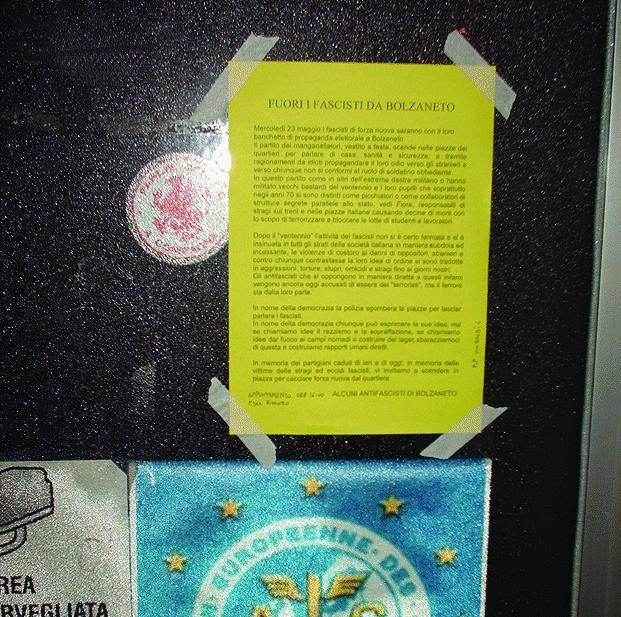 FUORI I FASCISTI DA BOLZANETO
Mercoledì 23 maggio i fascisti di forza nuova saranno con il loro
banchetto di propaganda elettorale a Bolzaneto.
Il partito dei manganellatori, vestito a festa, scende nelle piazze dei
quartieri per parlare di casa, sanità e sicurezza, e tramite
ragionamenti da idioti propagandare il loro odio verso gli stranieri e
verso chiunque non si conformi al ruolo di soldatino obbediente.
In questo partito come in altri dell'estrema destra militano o hanno
militato vecchi bastardi del ventennio e i loro pupilli che soprattutto
negli anni 70 si sono distinti come picchiatori o come collaboratori di
strutture segrete parallele allo stato, vedi Fiore, responsabili di
stragi sui treni e nelle piazze italiane causando decine di morti con
lo scopo di terrorizzare e bloccare le lotte di studenti e lavoratori.
Dopo il "ventennio" l'attività dei fascisti non si è certo fermata e si è
insinuata in tutti gli strati della società italiana in maniera subdola ed
incessante, le violenze di costoro ai danni di oppositori, stranieri e
contro chiunque contrastasse la loro idea di ordine si sono tradotte
in aggressioni, torture, stupri, omicidi e stragi fino ai giorni nostri.
Gli antifascisti che si oppongono in maniera diretta a questi infami
vengono ancora oggi accusati di essere dei "terroristi", ma il terrore
sta dalla loro parte.
In nome della democrazia la polizia sgombera le piazze per lasciar
parlare i fascisti.
In nome della democrazia chiunque può esprimere la sua idea, ma
se chiamiamo idee il razzismo e la sopraffazione, se chiamiamo
idee dar fuoco ai campi nomadi e costruire dei lager, sbarazziamoci
di questa e costruiamo rapporti umani diretti.
In memoria dei partigiani caduti di ieri e di oggi, in memoria delle
vittime delle stragi ed eccidi fascisti, vi invitiamo a scendere in
piazza per cacciare forza nuova dal quartiere
APPUNTAMENTO ORE
ALCUNI ANTIFASCISTI DI BOLZANETO
EUROPEENNE DES
REA
RVEGLIATA